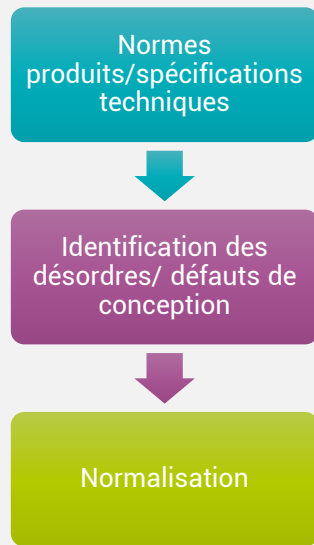 Normes
produits/spécifications
techniques
Identification des
désordres/ défauts de
conception
Normalisation